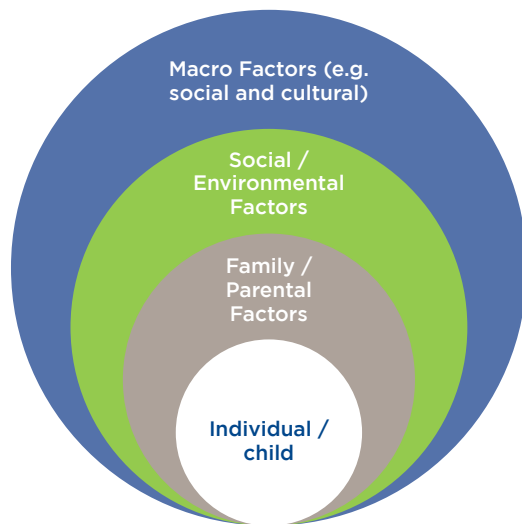 Macro Factors (e.g.
social and cultural)
Social /
Environmental
Factors
Family /
Parental
Factors
Individual /
child